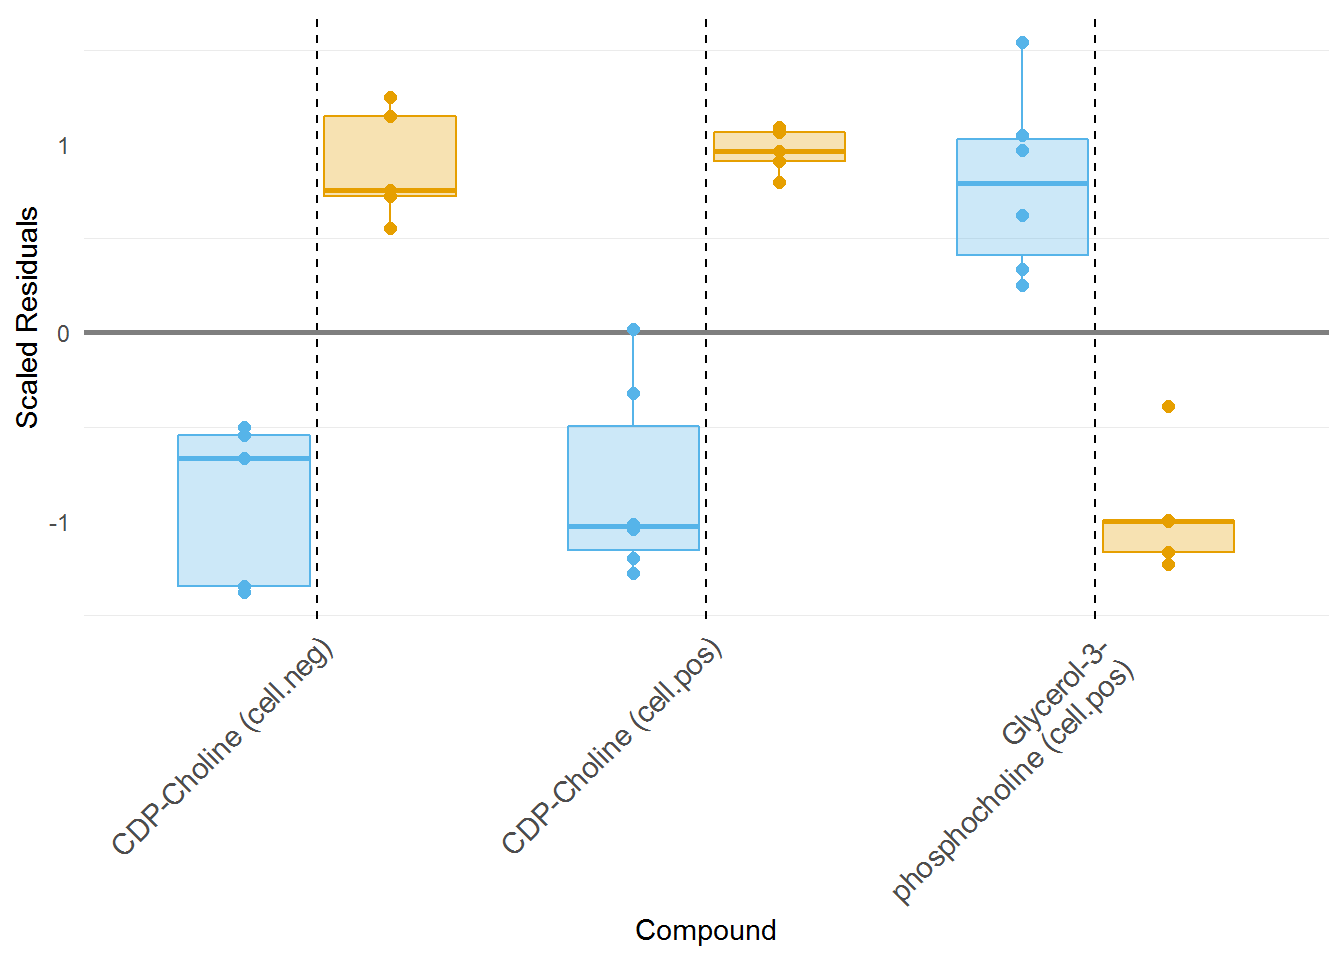 Scaled Residuals
1
0
-1
CDP-Choline (cell.neg)
CDP-Choline (cell.pos)
Glycerol-3-
phosphocholine (cell.pos)
Compound